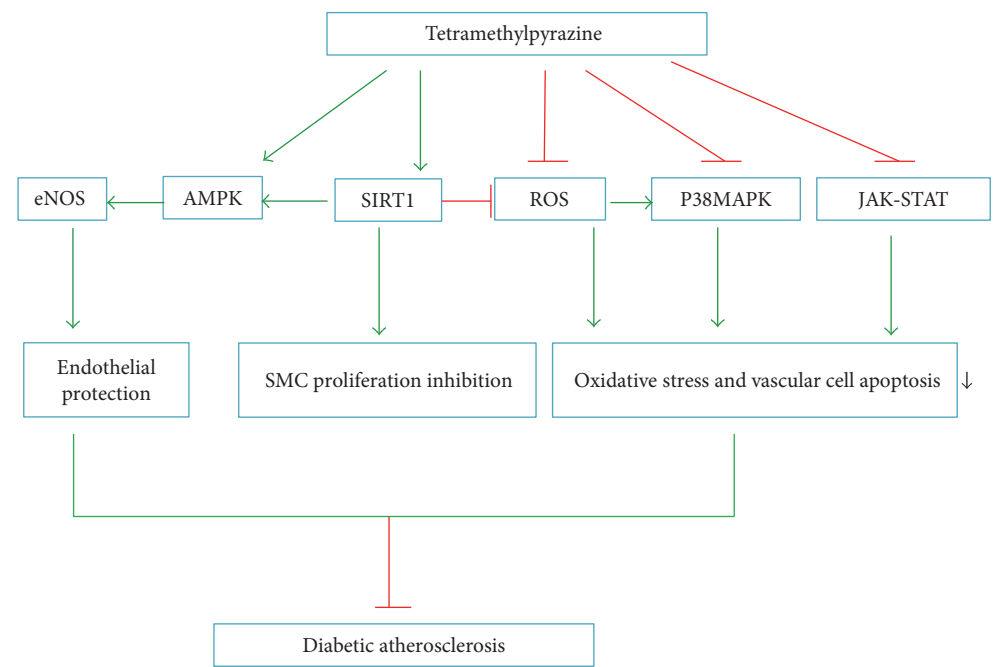 Tetramethylpyrazine
eNOS
AMPK
SIRT1
ROS
P38MAPK
JAK-STAT
Endothelial
protection
SMC proliferation inhibition
Oxidative stress and vascular cell apoptosis ↓
Diabetic atherosclerosis